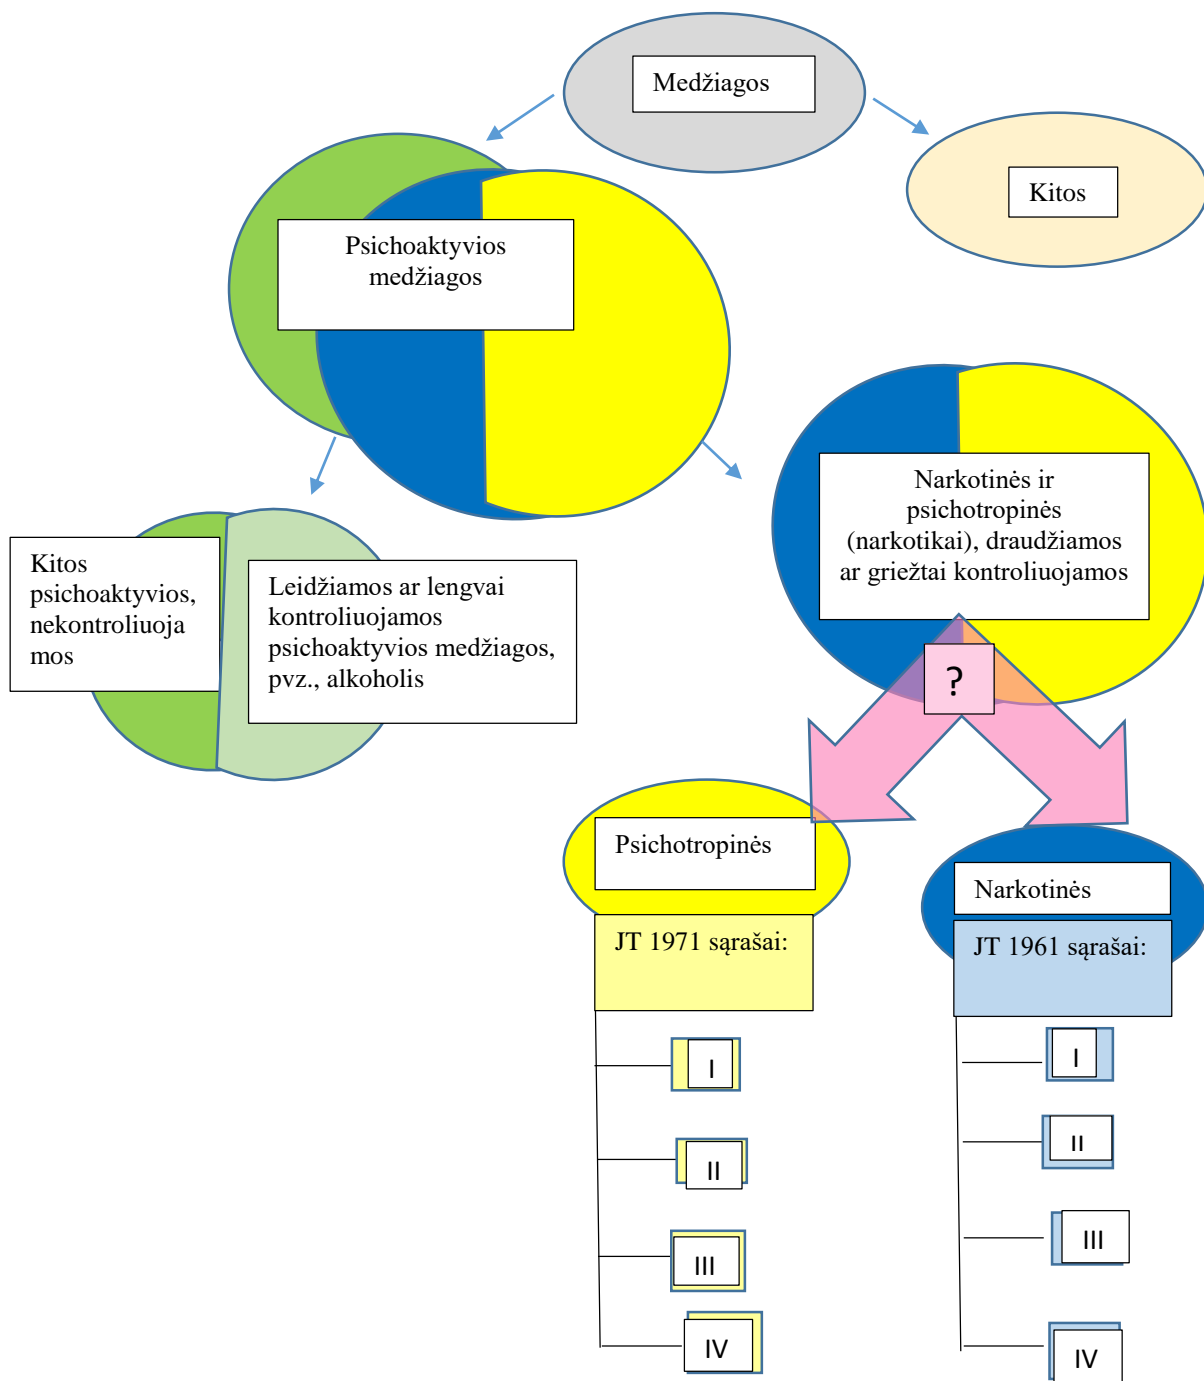 Medžiagos
Kitos
Psichoaktyvios
medžiagos
Narkotinės ir
psichotropinės
(narkotikai), draudžiamos
ar griežtai kontroliuojamos
Kitos
psichoaktyvios,
nekontroliuoja
mos
Leidžiamos ar lengvai
kontroliuojamos
psichoaktyvios medžiagos,
pvz., alkoholis
?
Psichotropinės
JT 1971 sąrašai:
I
II
III
IV
Narkotinės
JT 1961 sąrašai:
I
II
III
IV